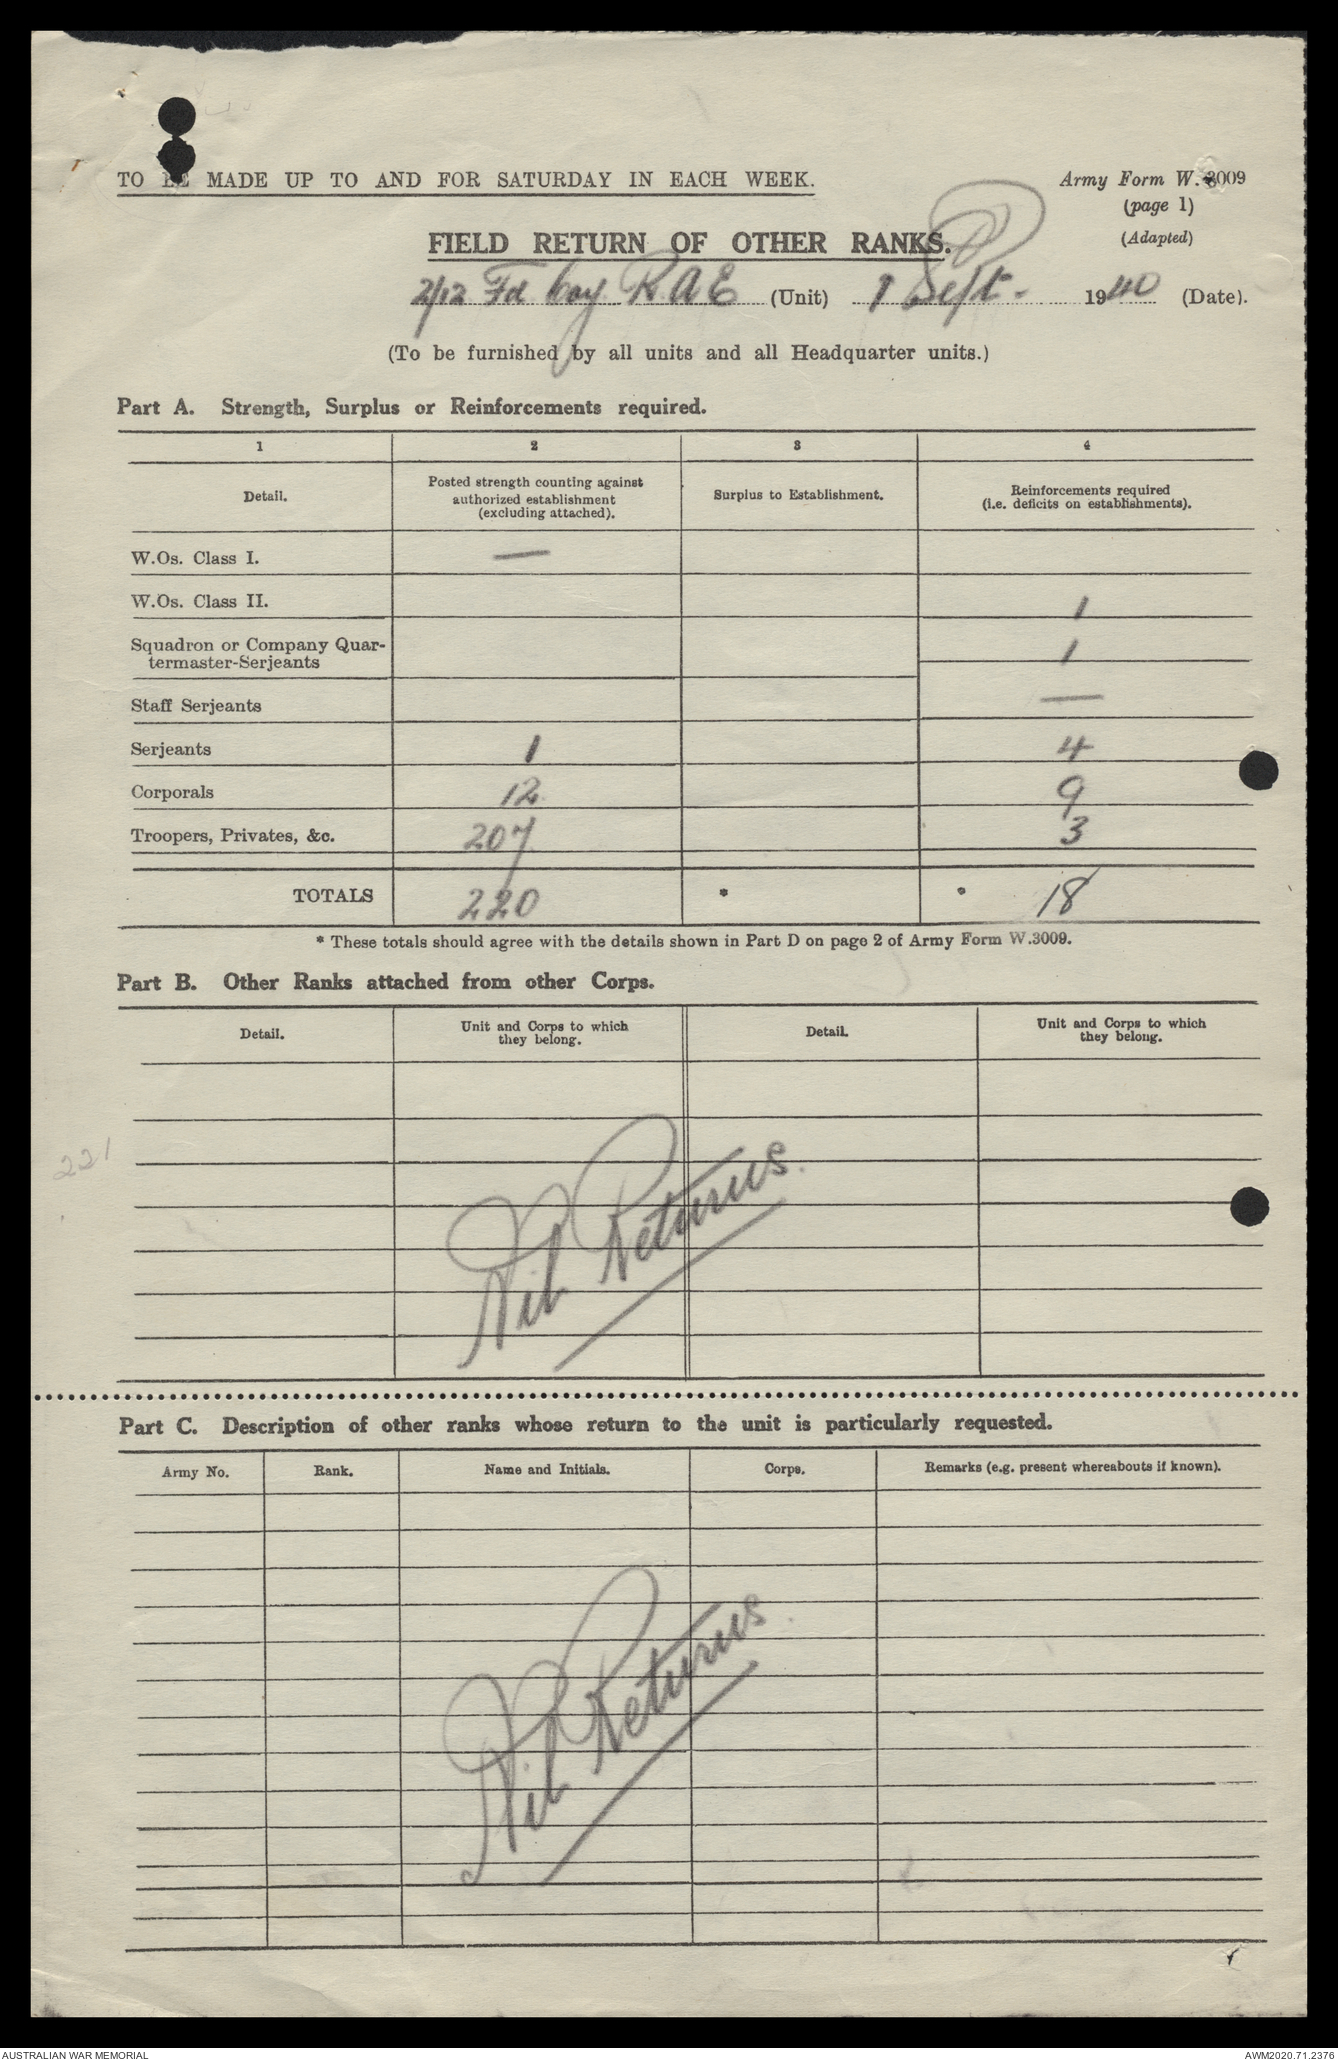 TO BE MADE UP TO AND FOR SATURDAY IN EACH WEEK.
Army Form W. 3009
(page 1)
(Adapted)
FIELD RETURN OF OTHER RANKS.
2/12 Fd. Coy. R A E (Unit) Sept. 1940 (Date).
(To be furnished by all units and all Headquarter units.)
Part A. Strength, Surplus or Reinforcements required.
1 2 3 4
Detail. Posted strength counting against authorized establishment (excluding attached). Surplus to Establishment. Reinforcements required (i.e. deficits on establishments).
W.Os. Class I. —
W.Os. Class II. 1
Squadron or Company Quar-
termaster-Serjeants 1
Staff Serjeants —
Serjeants 1 4
Corporals 12 9
Troopers, Privates, &c. 207 3
TOTALS 220 * * 18
* These totals should agree with the details shown in Part D on page 2 of Army Form W.3009.
Part B. Other Ranks attached from other Corps.
Detail. Unit and Corps to which they belong. Detail. Unit and Corps to which they belong.
221
Nil Returns.
Part C. Description of other ranks whose return to the unit is particularly requested.
Army No. Rank. Name and Initials. Corps. Remarks (e.g. present whereabouts if known).
Nil Returns.
AUSTRALIAN WAR MEMORIAL
AWM2020.71.2376